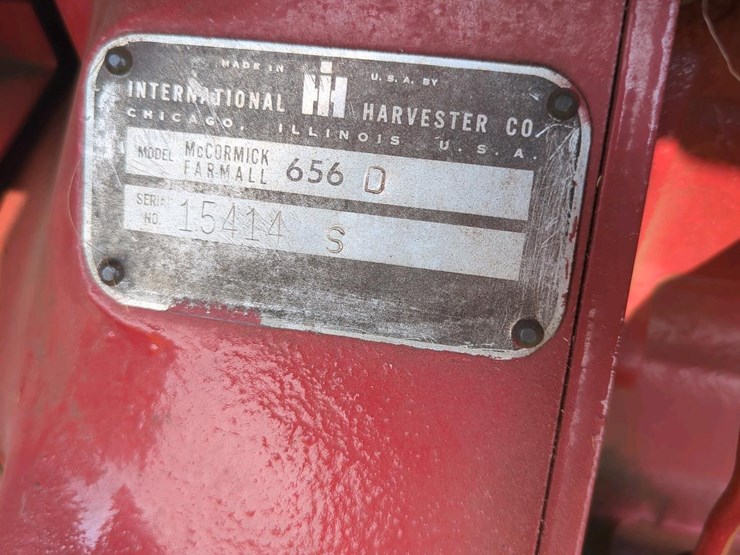 MADE IN U.S.A. BY
INTERNATIONAL IH HARVESTER CO.
CHICAGO, ILLINOIS U.S.A.
MODEL McCORMICK FARMALL 656 D
SERIAL NO. 15414 S